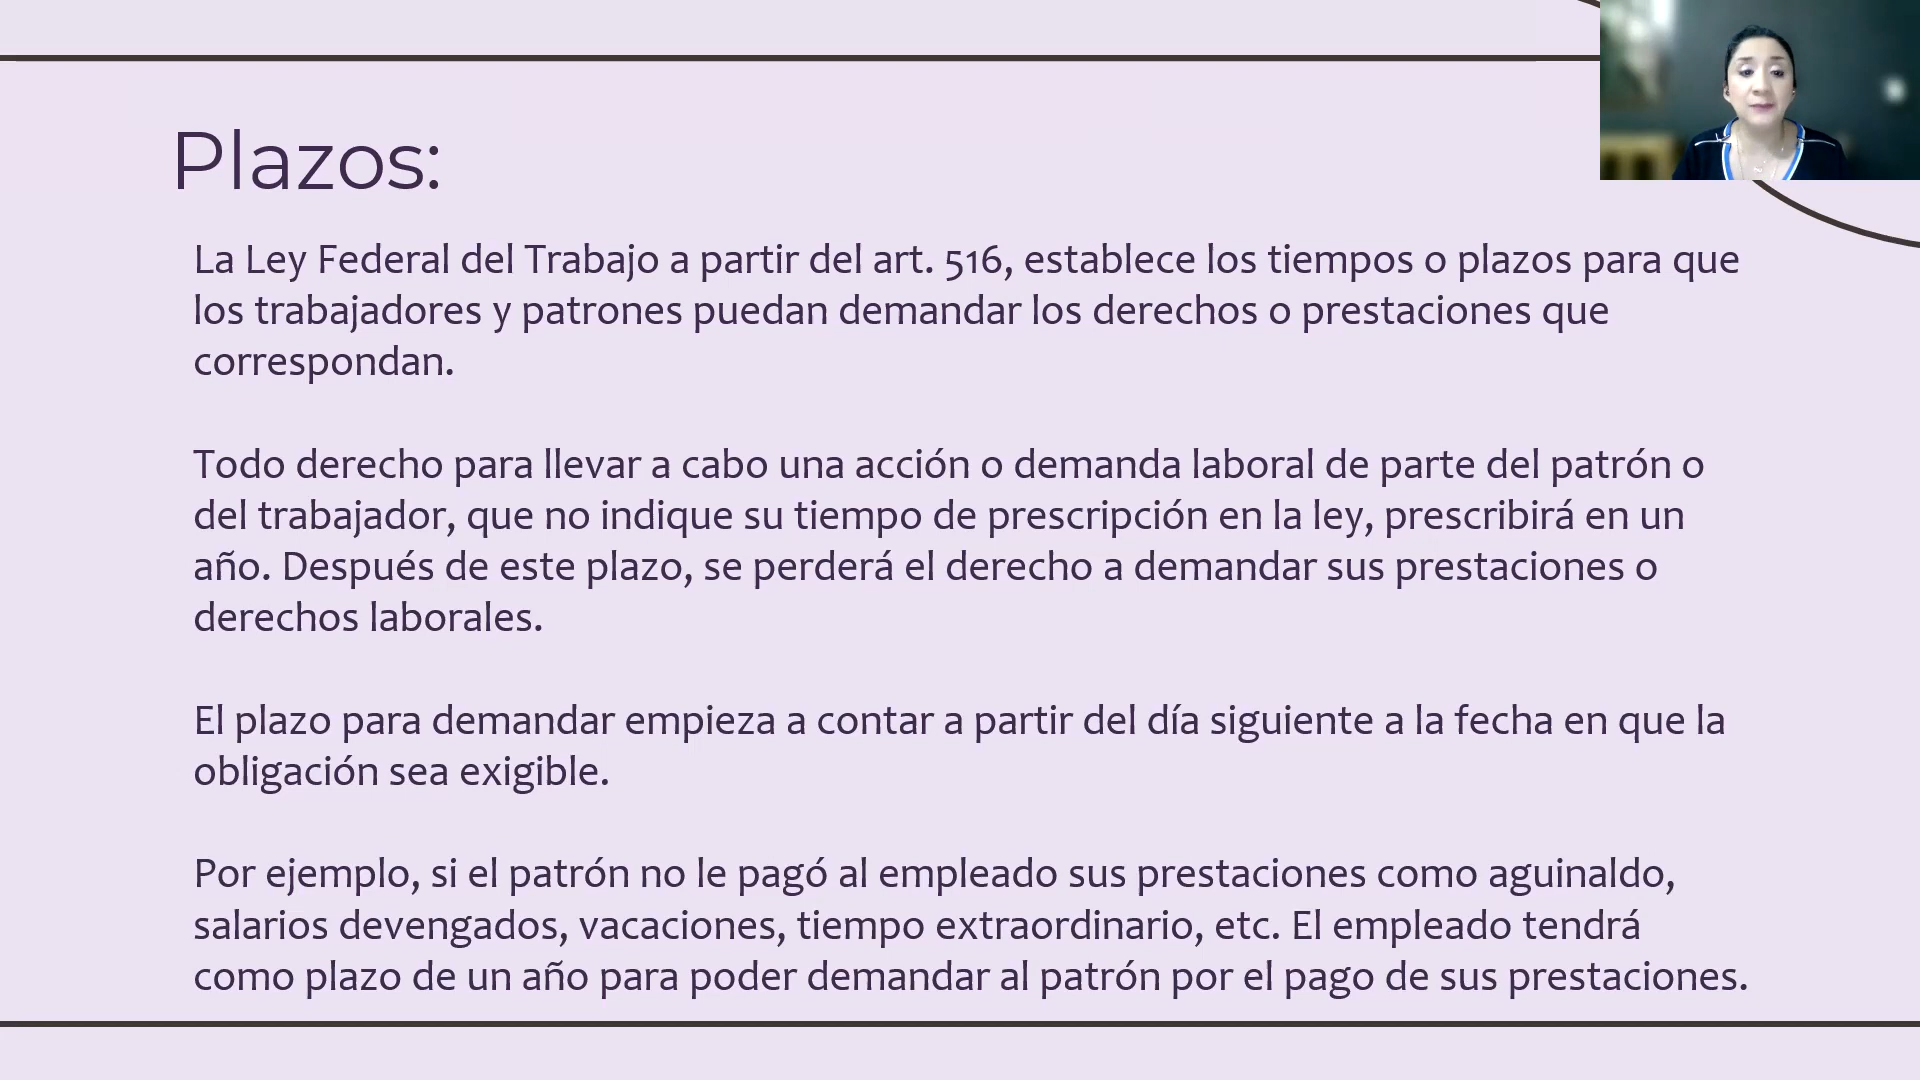 Plazos:
La Ley Federal del Trabajo a partir del art. 516, establece los tiempos o plazos para que
los trabajadores y patrones puedan demandar los derechos o prestaciones que
correspondan.
Todo derecho para llevar a cabo una acción o demanda laboral de parte del patrón o
del trabajador, que no indique su tiempo de prescripción en la ley, prescribirá en un
año. Después de este plazo, se perderá el derecho a demandar sus prestaciones o
derechos laborales.
El plazo para demandar empieza a contar a partir del día siguiente a la fecha en que la
obligación sea exigible.
Por ejemplo, si el patrón no le pagó al empleado sus prestaciones como aguinaldo,
salarios devengados, vacaciones, tiempo extraordinario, etc. El empleado tendrá
como plazo de un año para poder demandar al patrón por el pago de sus prestaciones.